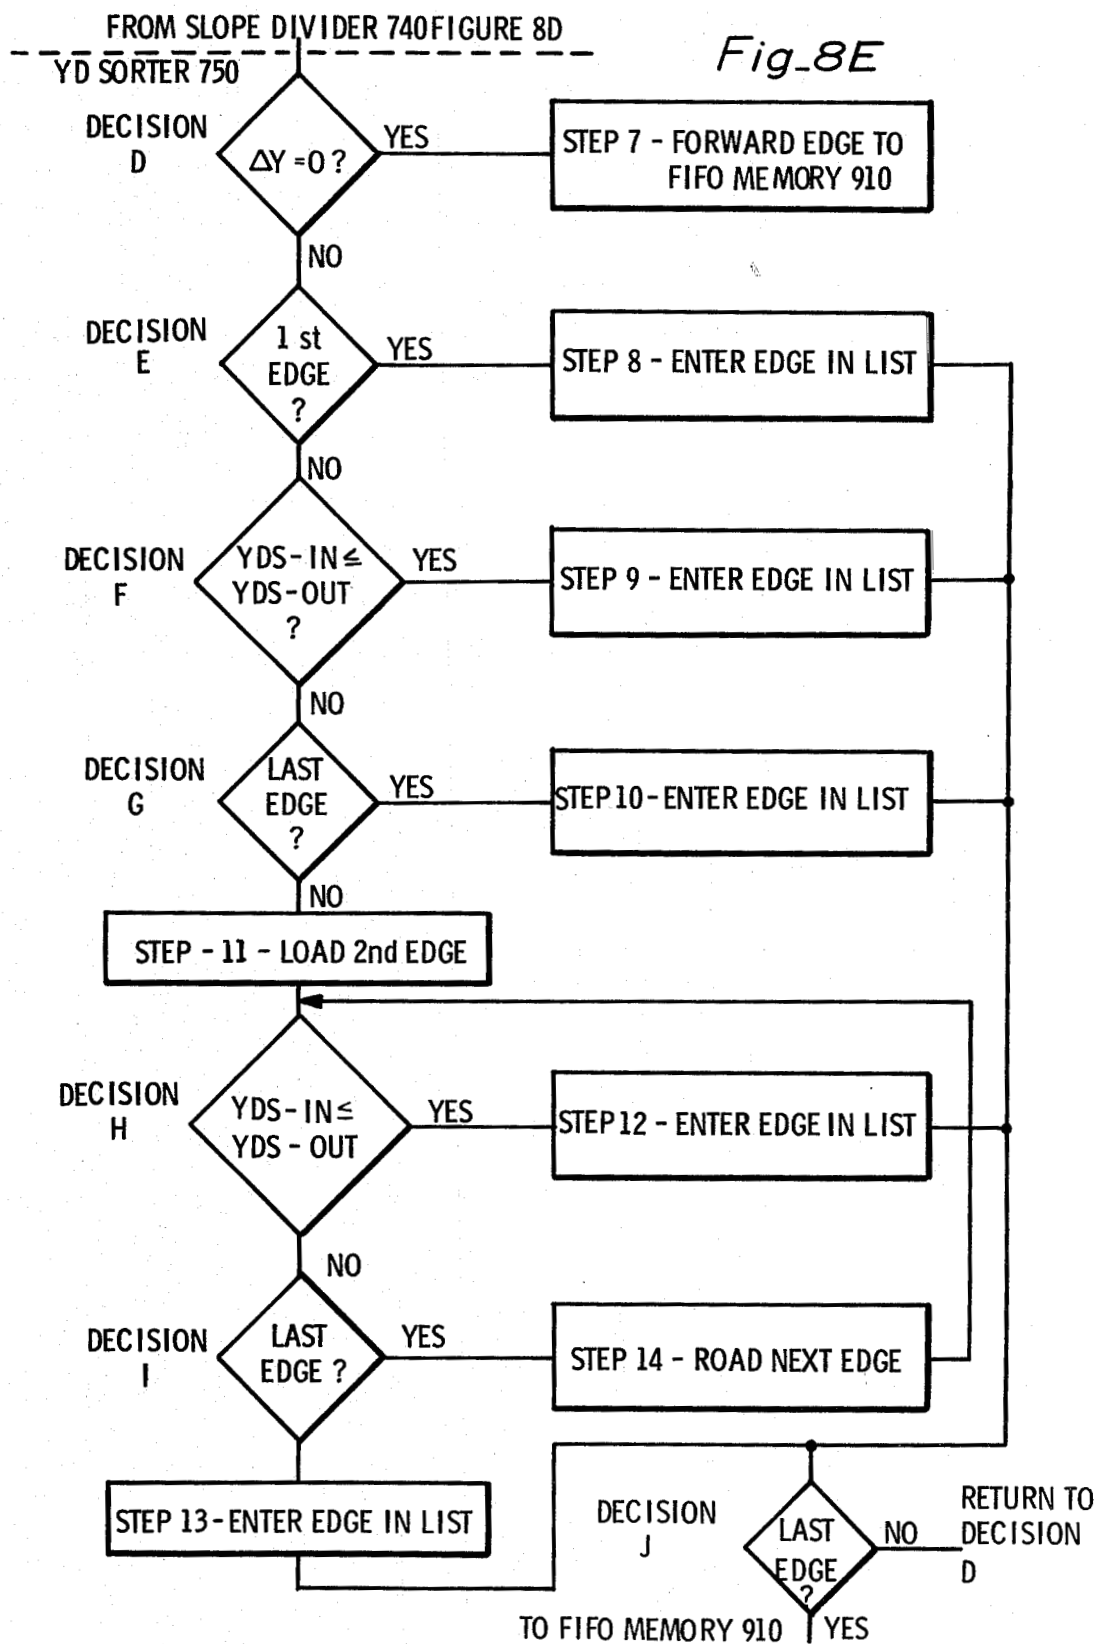 FROM SLOPE DIVIDER 740 FIGURE 8D
Fig_8E
YD SORTER 750
DECISION
D
ΔY =0 ?
YES
STEP 7 - FORWARD EDGE TO
FIFO MEMORY 910
NO
DECISION
E
1 st
EDGE
?
YES
STEP 8 - ENTER EDGE IN LIST
NO
DECISION
F
YDS-IN ≤
YDS-OUT
?
YES
STEP 9 - ENTER EDGE IN LIST
NO
DECISION
G
LAST
EDGE
?
YES
STEP 10 - ENTER EDGE IN LIST
NO
STEP - 11 - LOAD 2nd EDGE
DECISION
H
YDS-IN ≤
YDS - OUT
YES
STEP 12 - ENTER EDGE IN LIST
NO
DECISION
I
LAST
EDGE ?
YES
STEP 14 - ROAD NEXT EDGE
STEP 13 - ENTER EDGE IN LIST
DECISION
J
LAST
EDGE
?
NO
RETURN TO
DECISION
D
TO FIFO MEMORY 910
YES